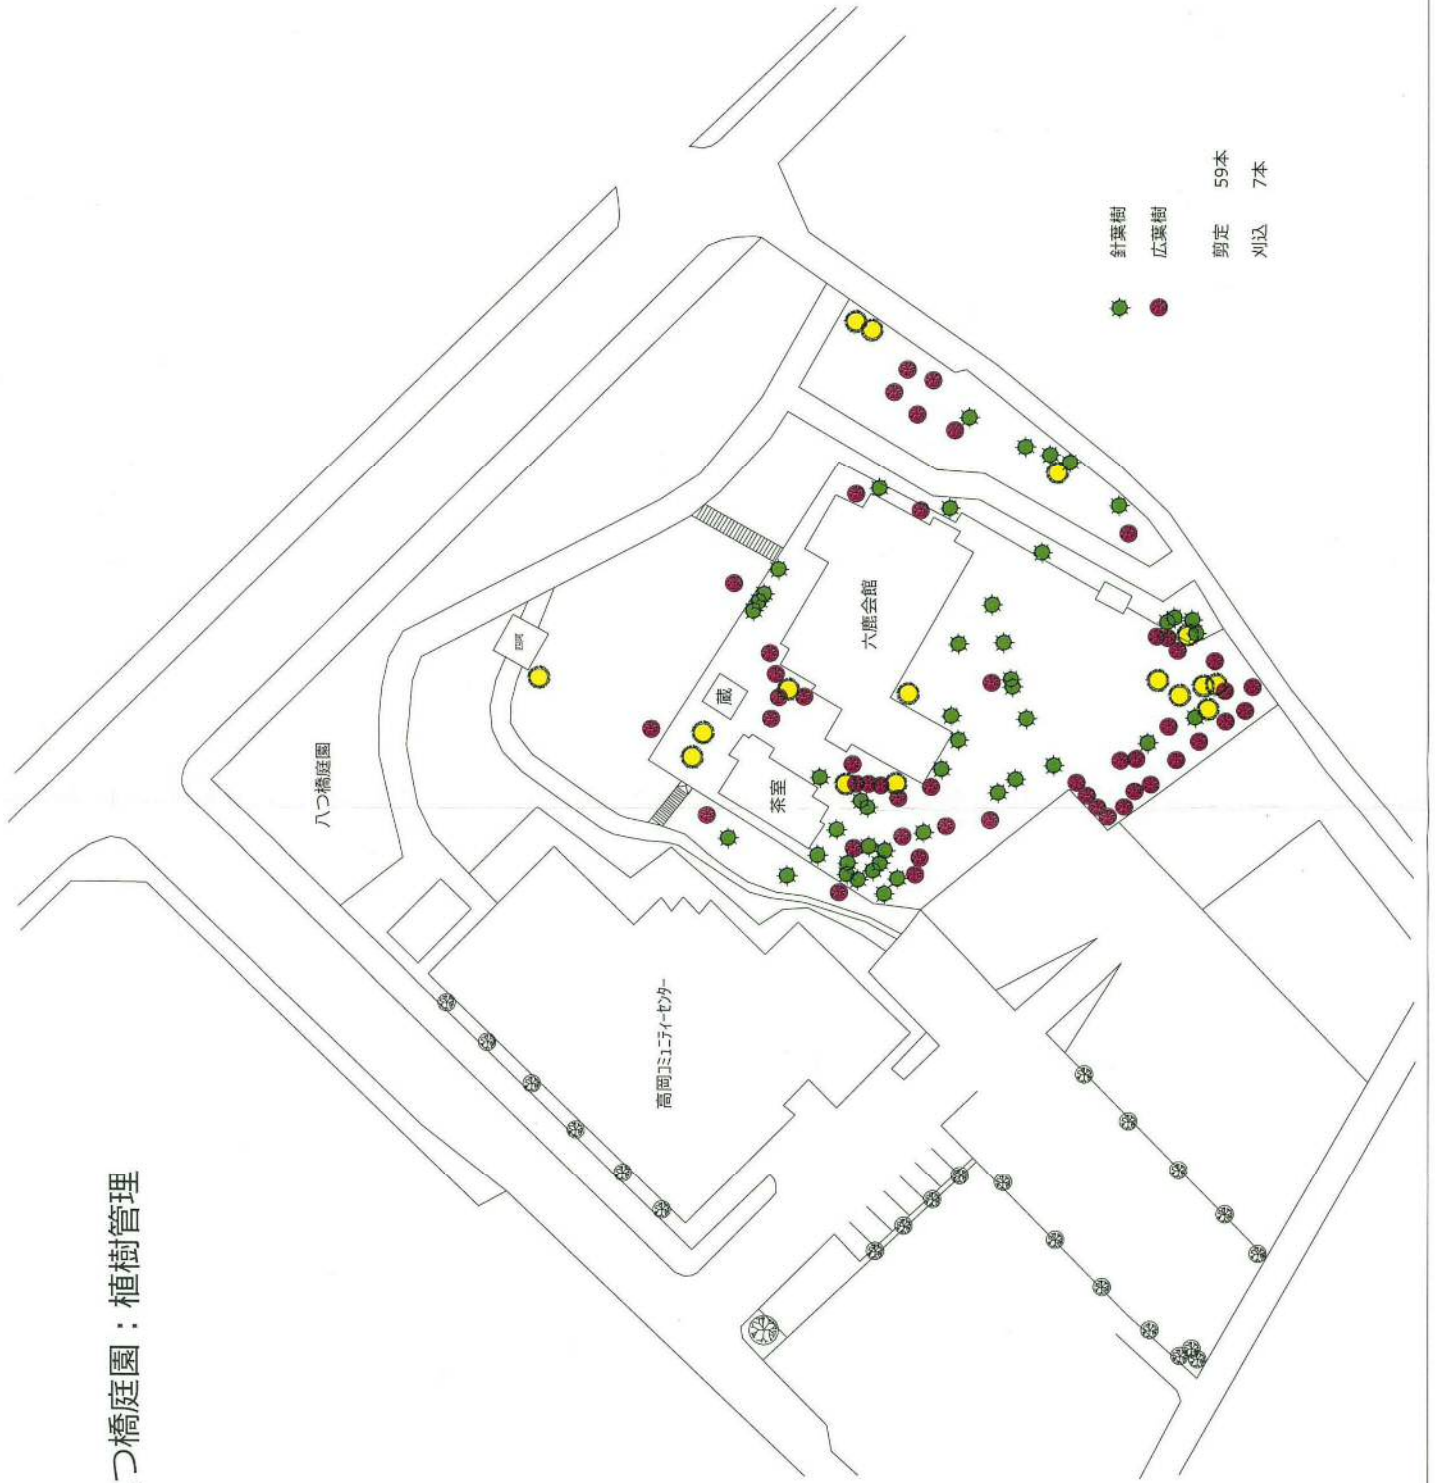 つ橋庭園：植樹管理
八つ橋庭園
四阿
蔵
茶室
六鹿会館
高岡コミュニティーセンター
針葉樹
広葉樹
剪定 59本
刈込 7本